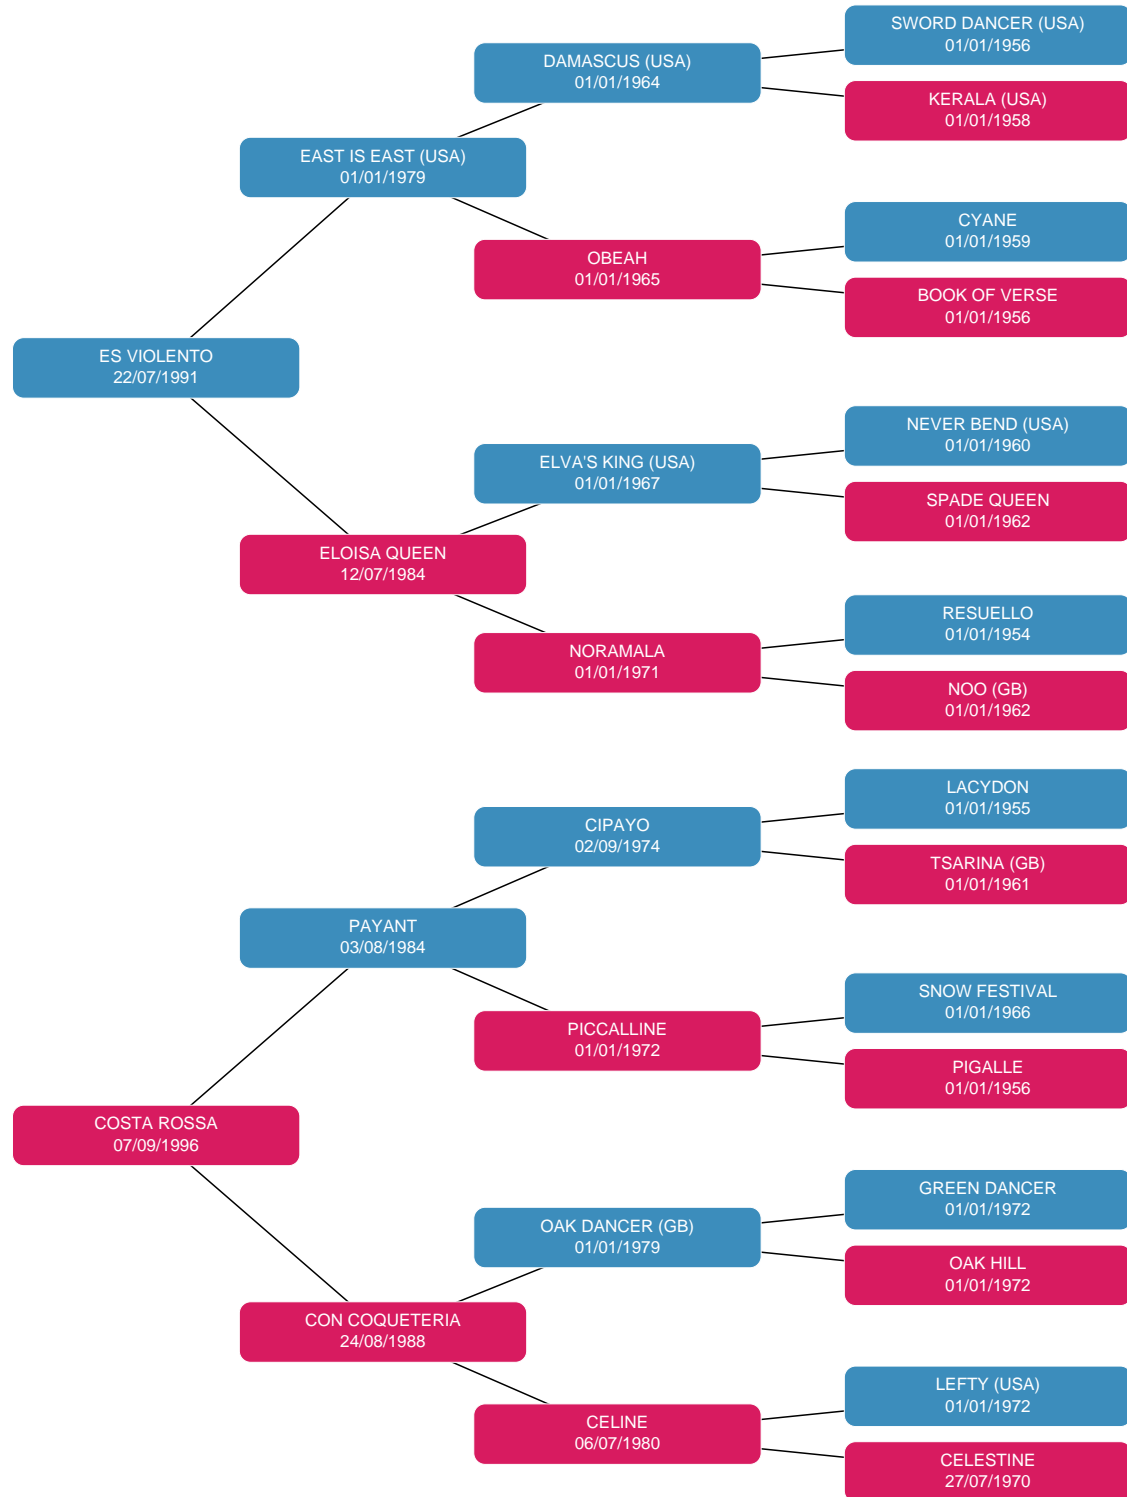 SWORD DANCER (USA)
01/01/1956
DAMASCUS (USA)
01/01/1964
KERALA (USA)
01/01/1958
EAST IS EAST (USA)
01/01/1979
CYANE
01/01/1959
OBEAH
01/01/1965
BOOK OF VERSE
01/01/1956
ES VIOLENTO
22/07/1991
NEVER BEND (USA)
01/01/1960
ELVA'S KING (USA)
01/01/1967
SPADE QUEEN
01/01/1962
ELOISA QUEEN
12/07/1984
RESUELLO
01/01/1954
NORAMALA
01/01/1971
NOO (GB)
01/01/1962
LACYDON
01/01/1955
CIPAYO
02/09/1974
TSARINA (GB)
01/01/1961
PAYANT
03/08/1984
SNOW FESTIVAL
01/01/1966
PICCALLINE
01/01/1972
PIGALLE
01/01/1956
COSTA ROSSA
07/09/1996
GREEN DANCER
01/01/1972
OAK DANCER (GB)
01/01/1979
OAK HILL
01/01/1972
CON COQUETERIA
24/08/1988
LEFTY (USA)
01/01/1972
CELINE
06/07/1980
CELESTINE
27/07/1970